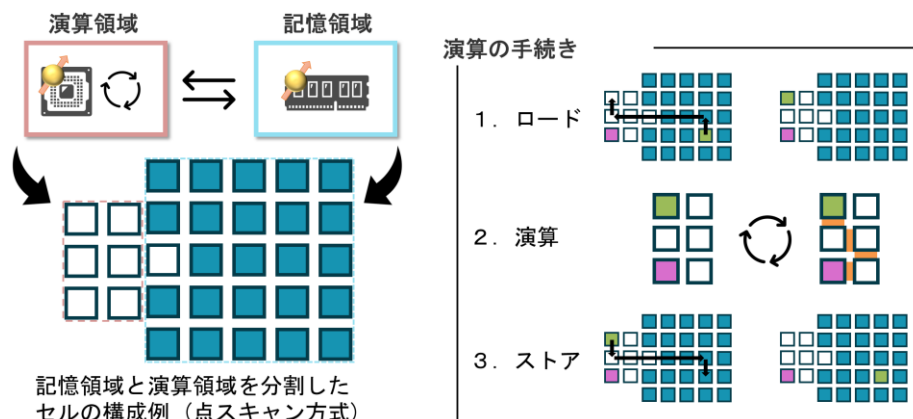 演算領域
記憶領域
記憶領域と演算領域を分割した
セルの構成例（点スキャン方式）
演算の手続き
1. ロード
2. 演算
3. ストア